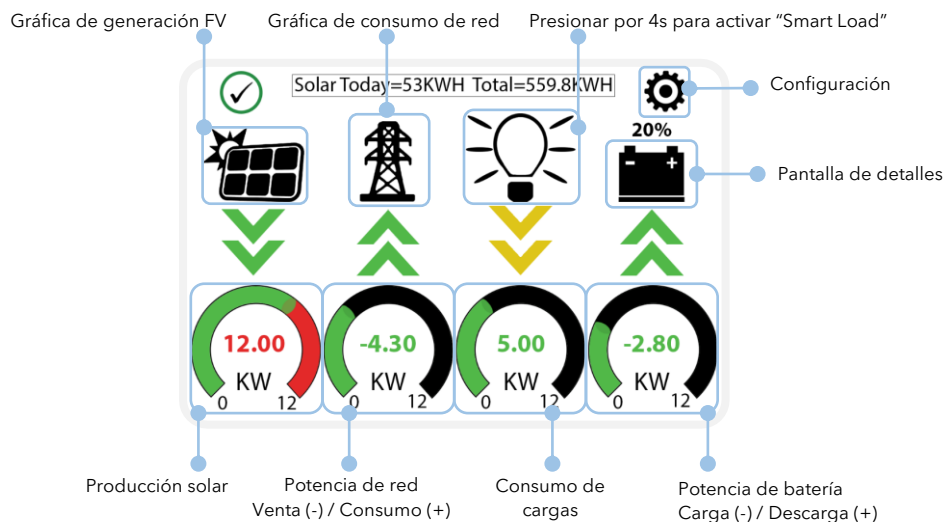 Gráfica de generación FV
Gráfica de consumo de red
Presionar por 4s para activar “Smart Load”
Solar Today=53KWH Total=559.8KWH
Configuración
20%
- +
Pantalla de detalles
12.00
KW
0 12
-4.30
KW
0 12
5.00
KW
0 12
-2.80
KW
0 12
Producción solar
Potencia de red
Venta (-) / Consumo (+)
Consumo de
cargas
Potencia de batería
Carga (-) / Descarga (+)